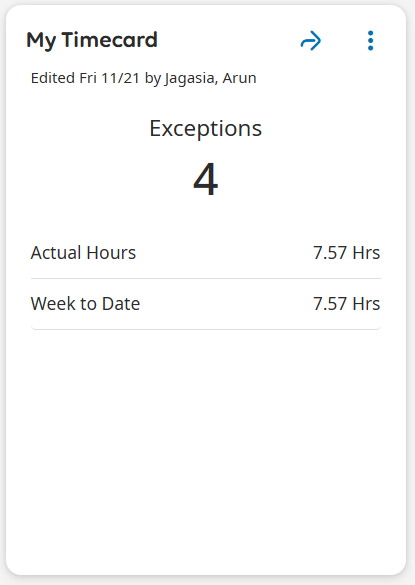 My Timecard
Edited Fri 11/21 by Jagasia, Arun
Exceptions
4
Actual Hours 7.57 Hrs
Week to Date 7.57 Hrs